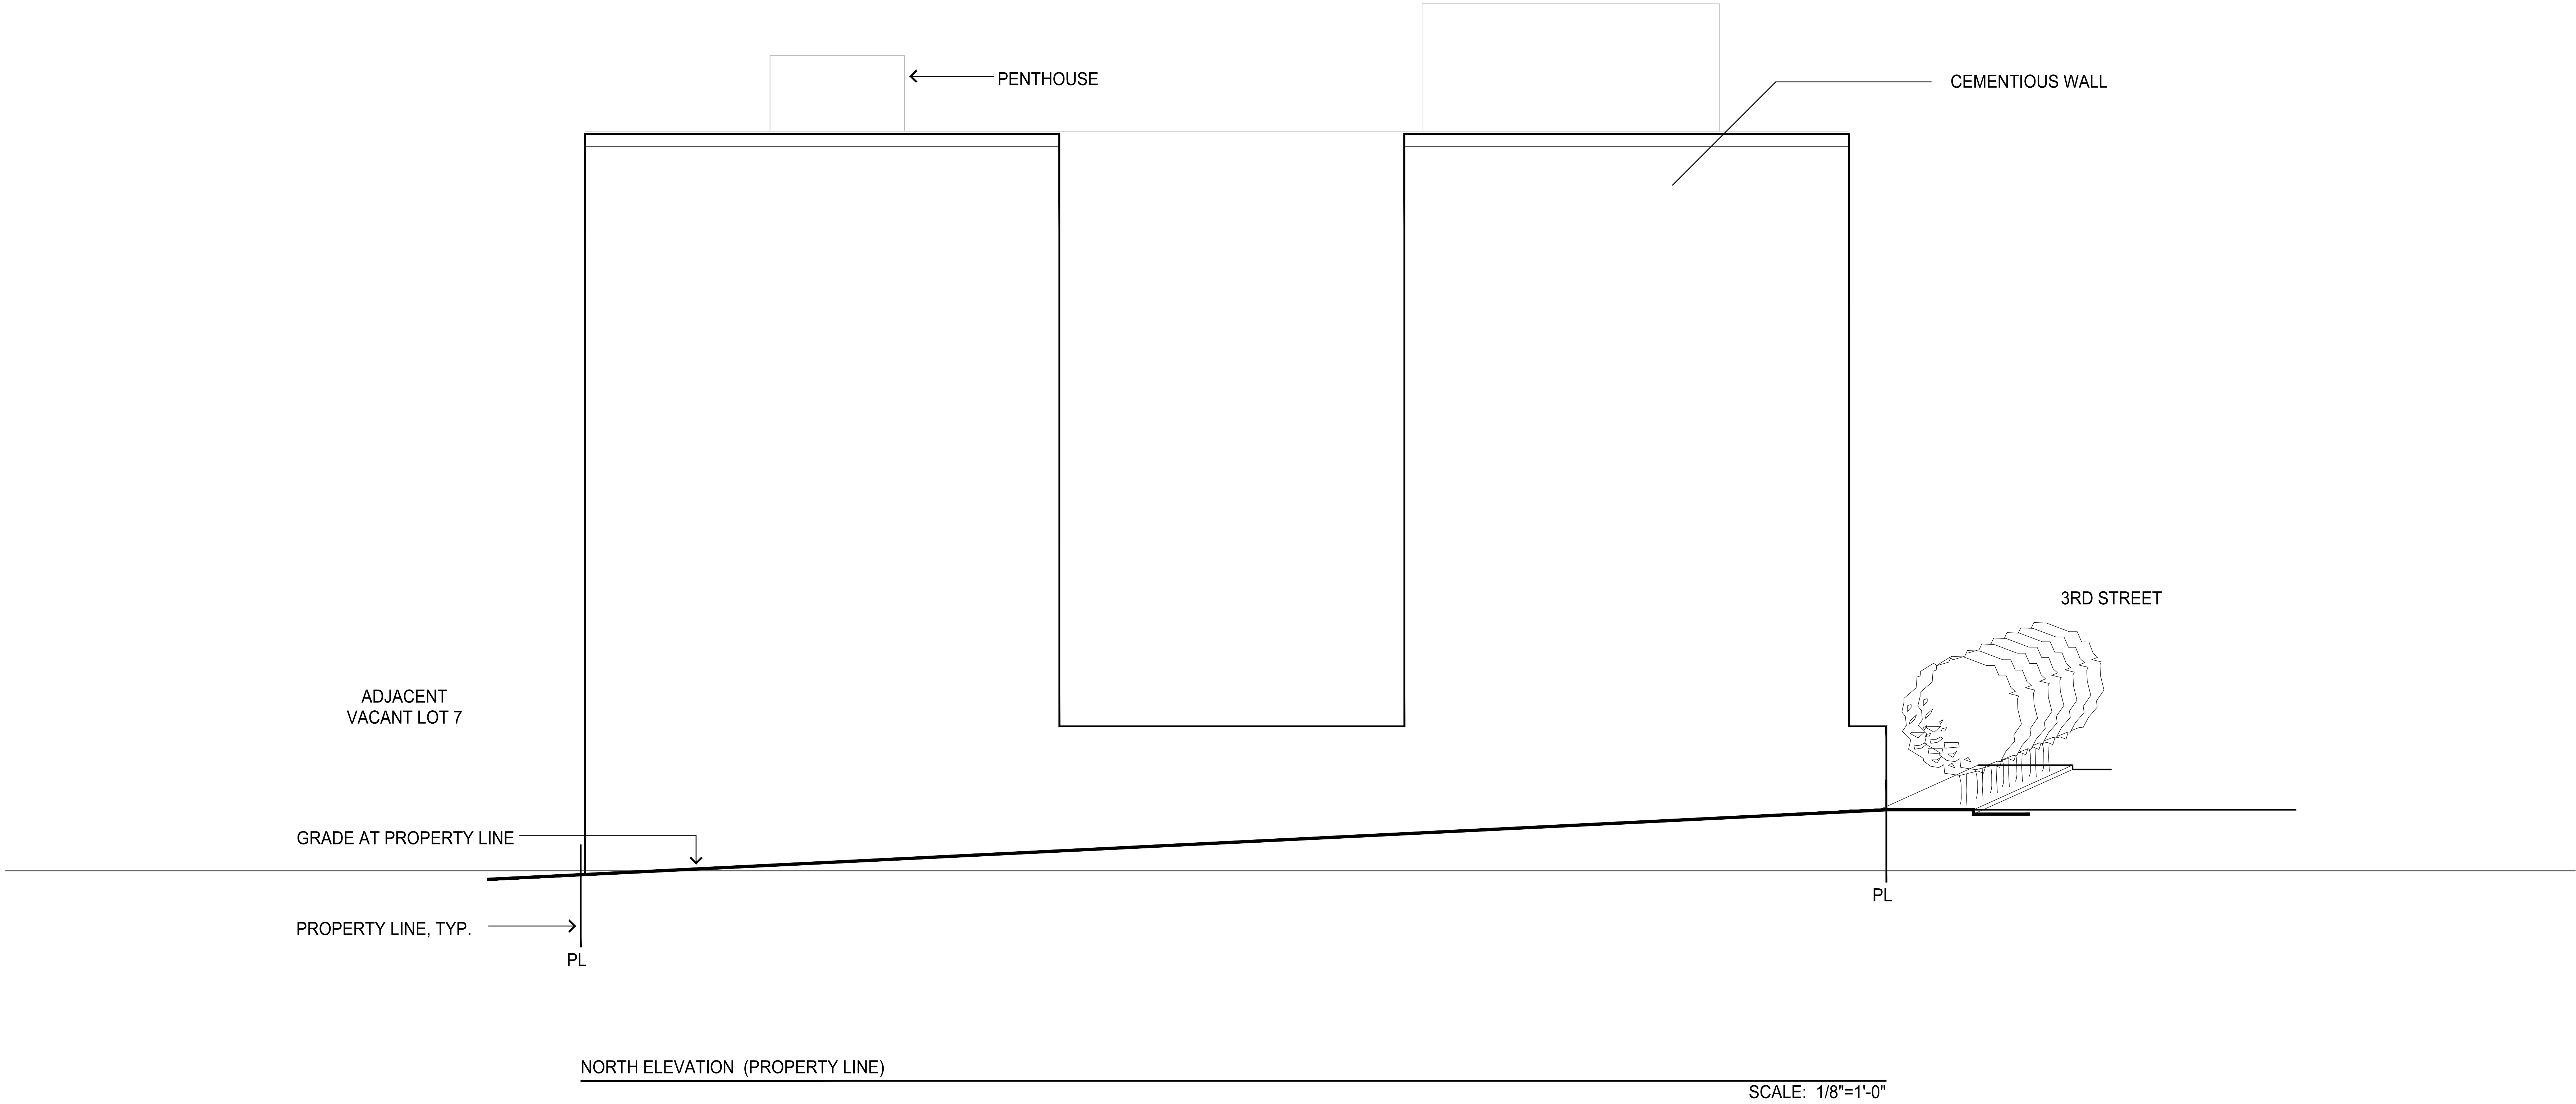 PENTHOUSE
CEMENTIOUS WALL
3RD STREET
ADJACENT
VACANT LOT 7
GRADE AT PROPERTY LINE
PL
PROPERTY LINE, TYP.
PL
NORTH ELEVATION (PROPERTY LINE)
SCALE: 1/8"=1'-0"